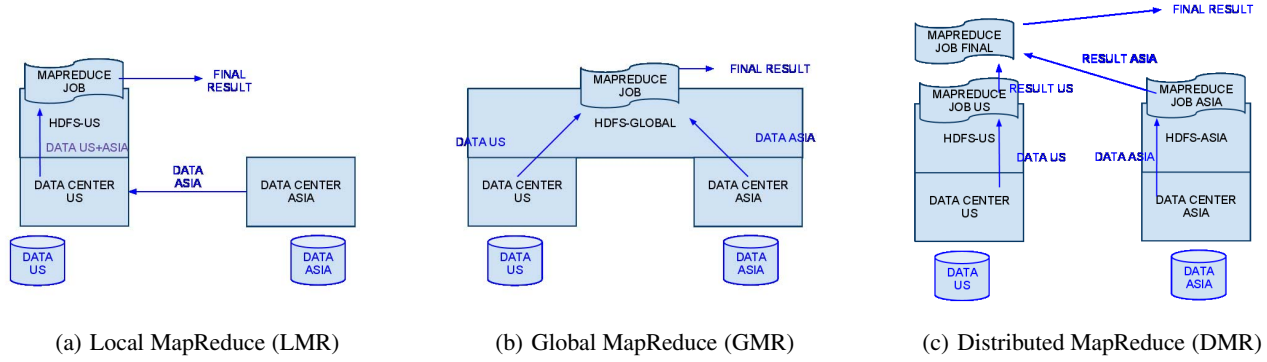 MAPREDUCE
JOB
FINAL
RESULT
HDFS-US
DATA US+ASIA
DATA CENTER
US
DATA
ASIA
DATA CENTER
ASIA
DATA
US
DATA
ASIA
(a) Local MapReduce (LMR)
MAPREDUCE
JOB
FINAL RESULT
HDFS-GLOBAL
DATA US
DATA ASIA
DATA CENTER
US
DATA CENTER
ASIA
DATA
US
DATA
ASIA
(b) Global MapReduce (GMR)
FINAL RESULT
MAPREDUCE
JOB FINAL
RESULT ASIA
RESULT US
MAPREDUCE
JOB US
MAPREDUCE
JOB ASIA
HDFS-US
HDFS-ASIA
DATA US
DATA ASIA
DATA CENTER
US
DATA CENTER
ASIA
DATA
US
DATA
ASIA
(c) Distributed MapReduce (DMR)